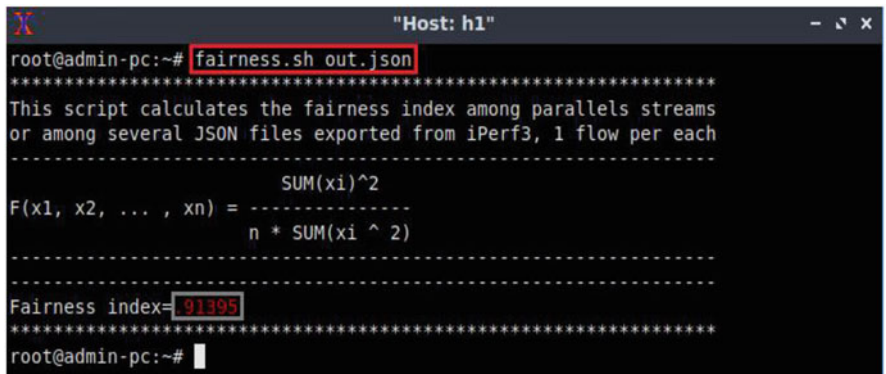 "Host: h1"
root@admin-pc:~# fairness.sh out.json
*****************************************************************
This script calculates the fairness index among parallels streams
or among several JSON files exported from iPerf3, 1 flow per each
-----------------------------------------------------------------
SUM(xi)^2
F(x1, x2, ... , xn) = ---------------
n * SUM(xi ^ 2)
-----------------------------------------------------------------
-----------------------------------------------------------------
Fairness index=.91395
*****************************************************************
root@admin-pc:~#